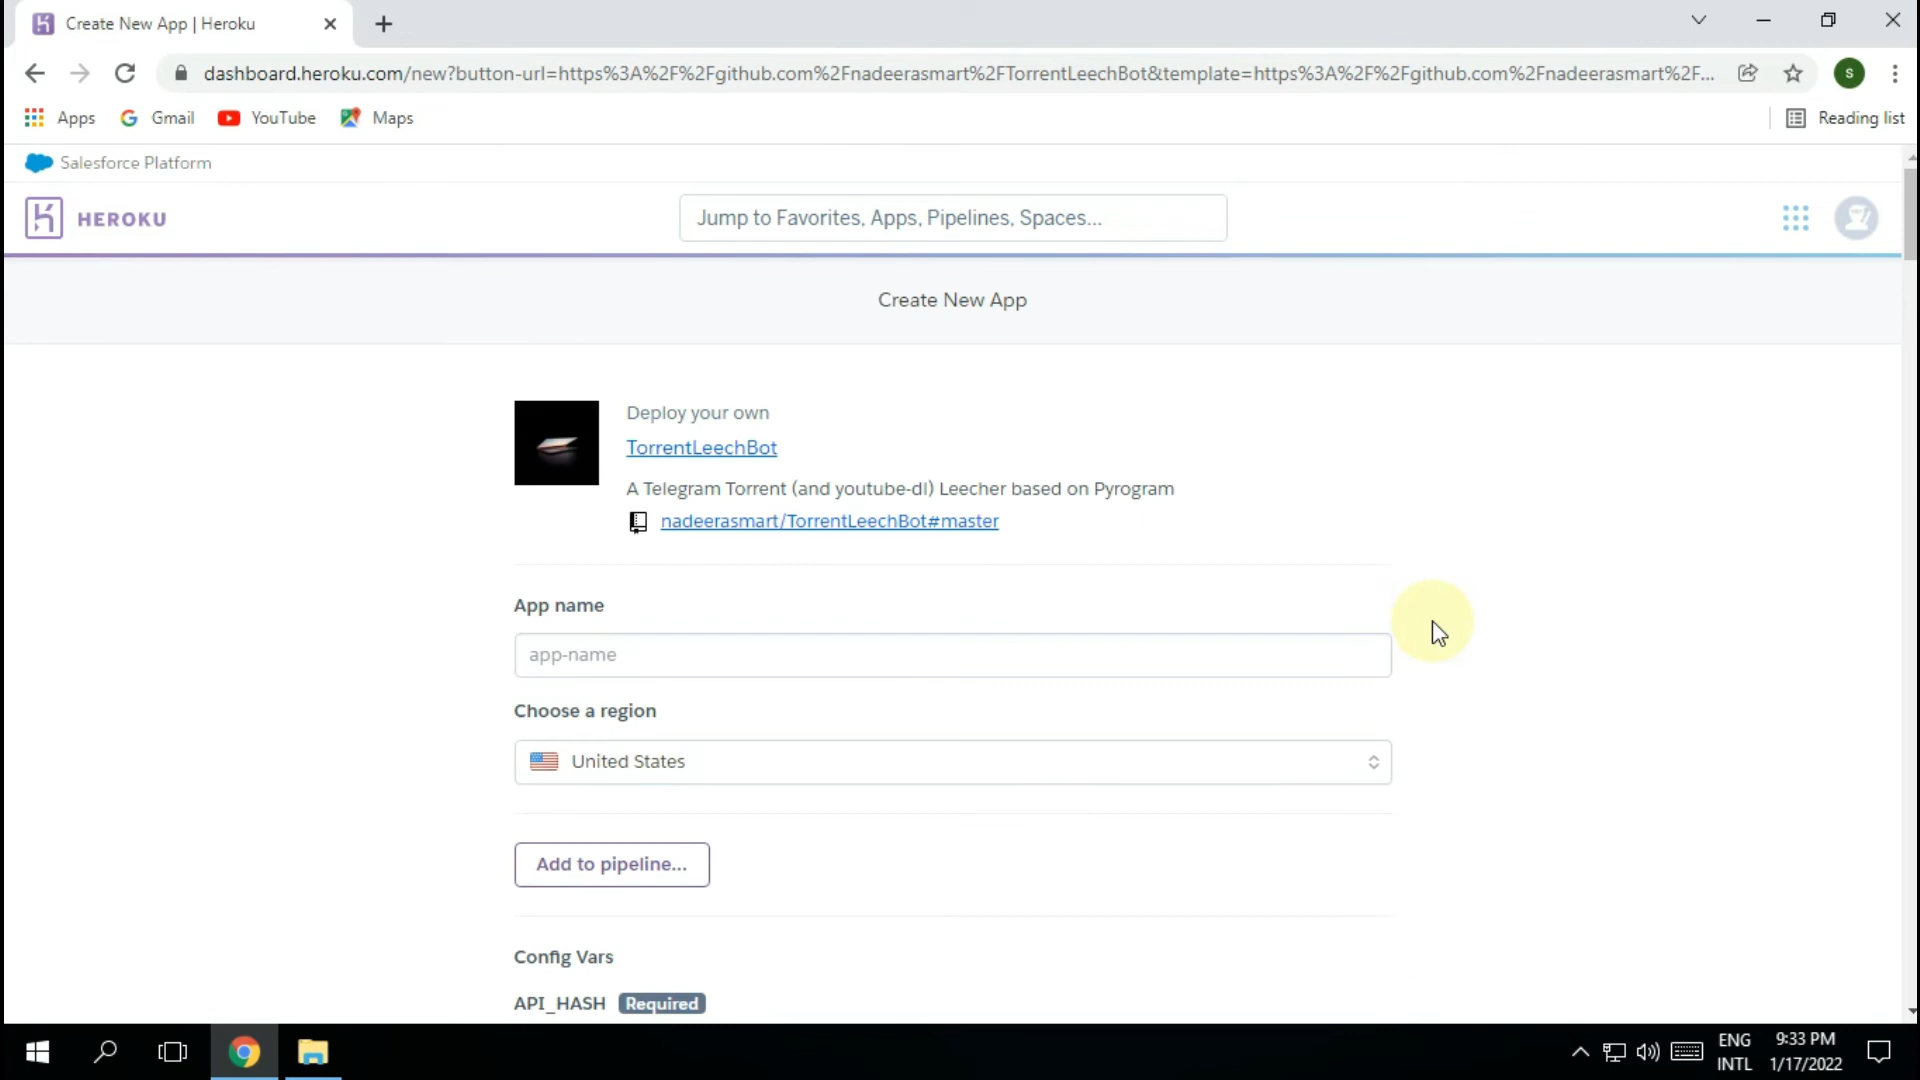 Create New App | Heroku
dashboard.heroku.com/new?button-url=https%3A%2F%2Fgithub.com%2Fnadeerasmart%2FTorrentLeechBot&template=https%3A%2F%2Fgithub.com%2Fnadeerasmart%2F...
S
Apps
Gmail
YouTube
Maps
Reading list
Salesforce Platform
HEROKU
Jump to Favorites, Apps, Pipelines, Spaces...
Create New App
Deploy your own
TorrentLeechBot
A Telegram Torrent (and youtube-dl) Leecher based on Pyrogram
nadeerasmart/TorrentLeechBot#master
App name
app-name
Choose a region
United States
Add to pipeline...
Config Vars
API_HASH Required
ENG
INTL
9:33 PM
1/17/2022